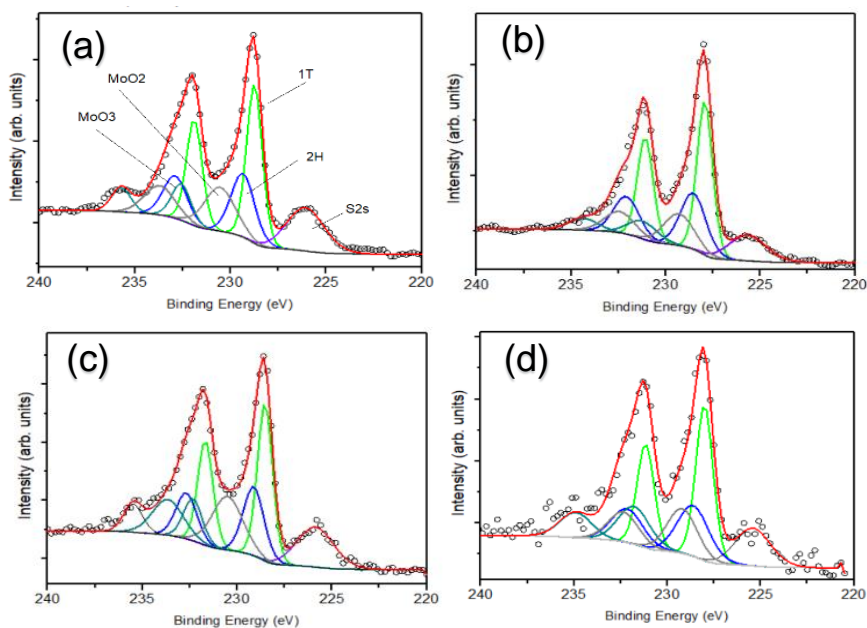 (a)
MoO2
1T
MoO3
2H
S2s
Intensity (arb. units)
240
235
230
225
220
Binding Energy (eV)
(b)
Intensity (arb. units)
240
235
230
225
220
Binding Energy (eV)
(c)
Intensity (arb. units)
240
235
230
225
220
Binding Energy (eV)
(d)
Intensity (arb. units)
240
235
230
225
220
Binding Energy (eV)